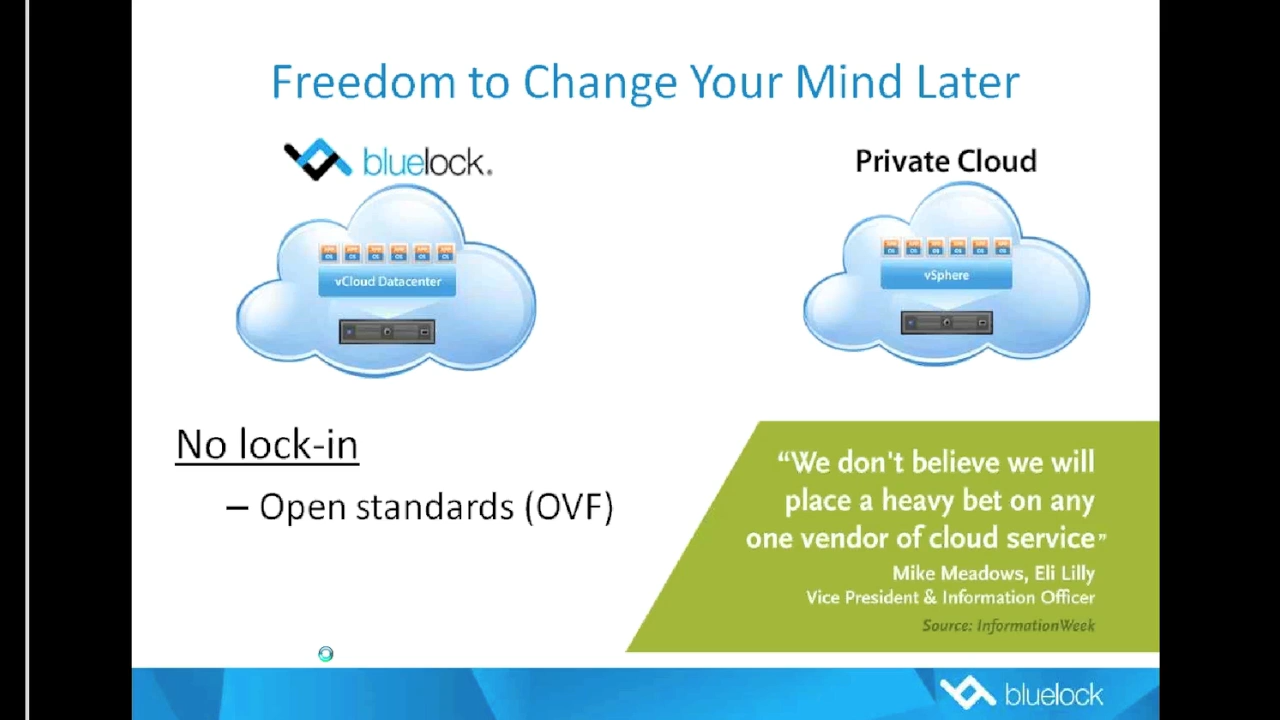 Freedom to Change Your Mind Later
bluelock.
Private Cloud
vCloud Datacenter
vSphere
No lock-in
– Open standards (OVF)
“We don't believe we will
place a heavy bet on any
one vendor of cloud service”
Mike Meadows, Eli Lilly
Vice President & Information Officer
Source: InformationWeek
bluelock